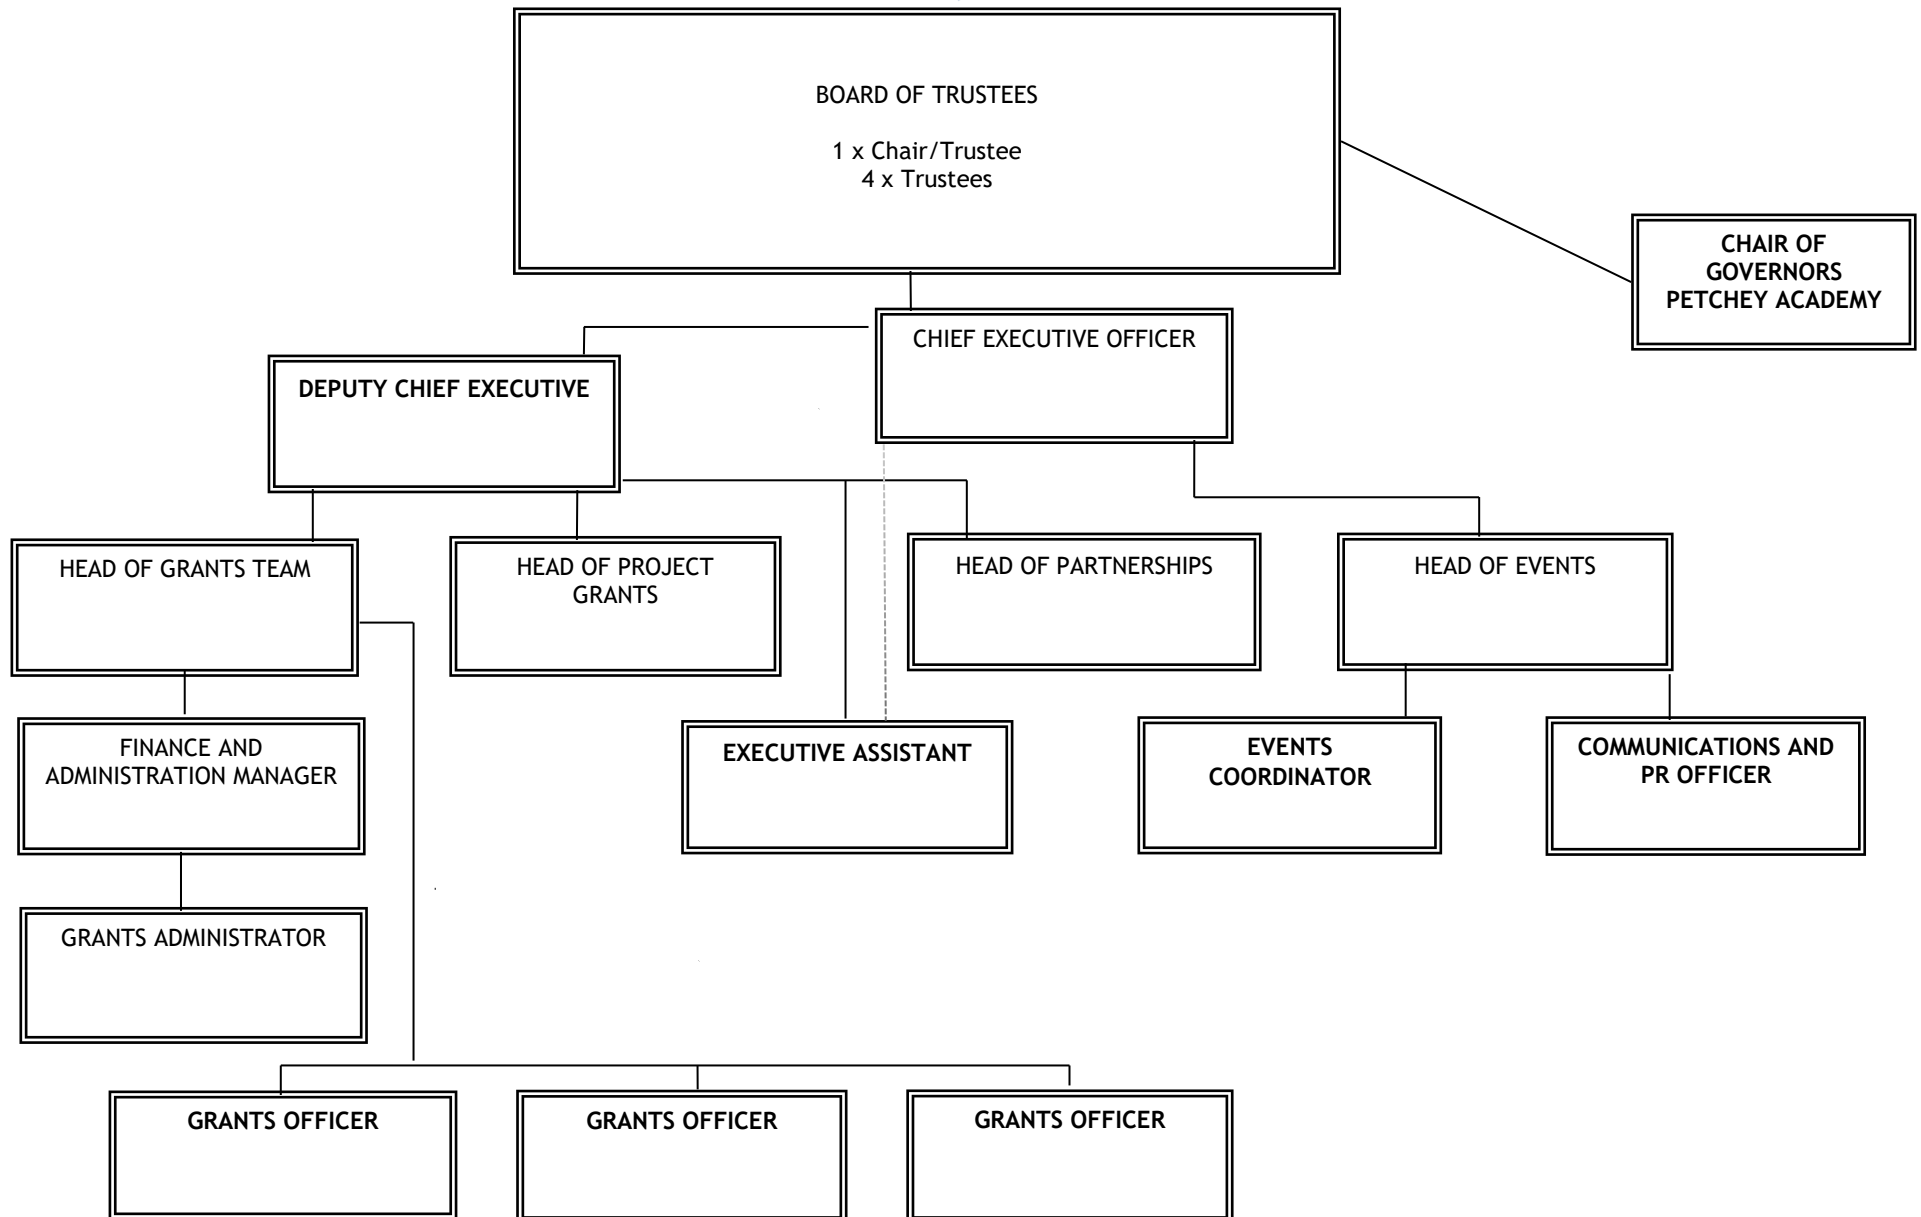 BOARD OF TRUSTEES
1 x Chair/Trustee
4 x Trustees
CHAIR OF
GOVERNORS
PETCHEY ACADEMY
CHIEF EXECUTIVE OFFICER
DEPUTY CHIEF EXECUTIVE
HEAD OF GRANTS TEAM
HEAD OF PROJECT
GRANTS
HEAD OF PARTNERSHIPS
HEAD OF EVENTS
FINANCE AND
ADMINISTRATION MANAGER
EXECUTIVE ASSISTANT
EVENTS
COORDINATOR
COMMUNICATIONS AND
PR OFFICER
GRANTS ADMINISTRATOR
GRANTS OFFICER
GRANTS OFFICER
GRANTS OFFICER